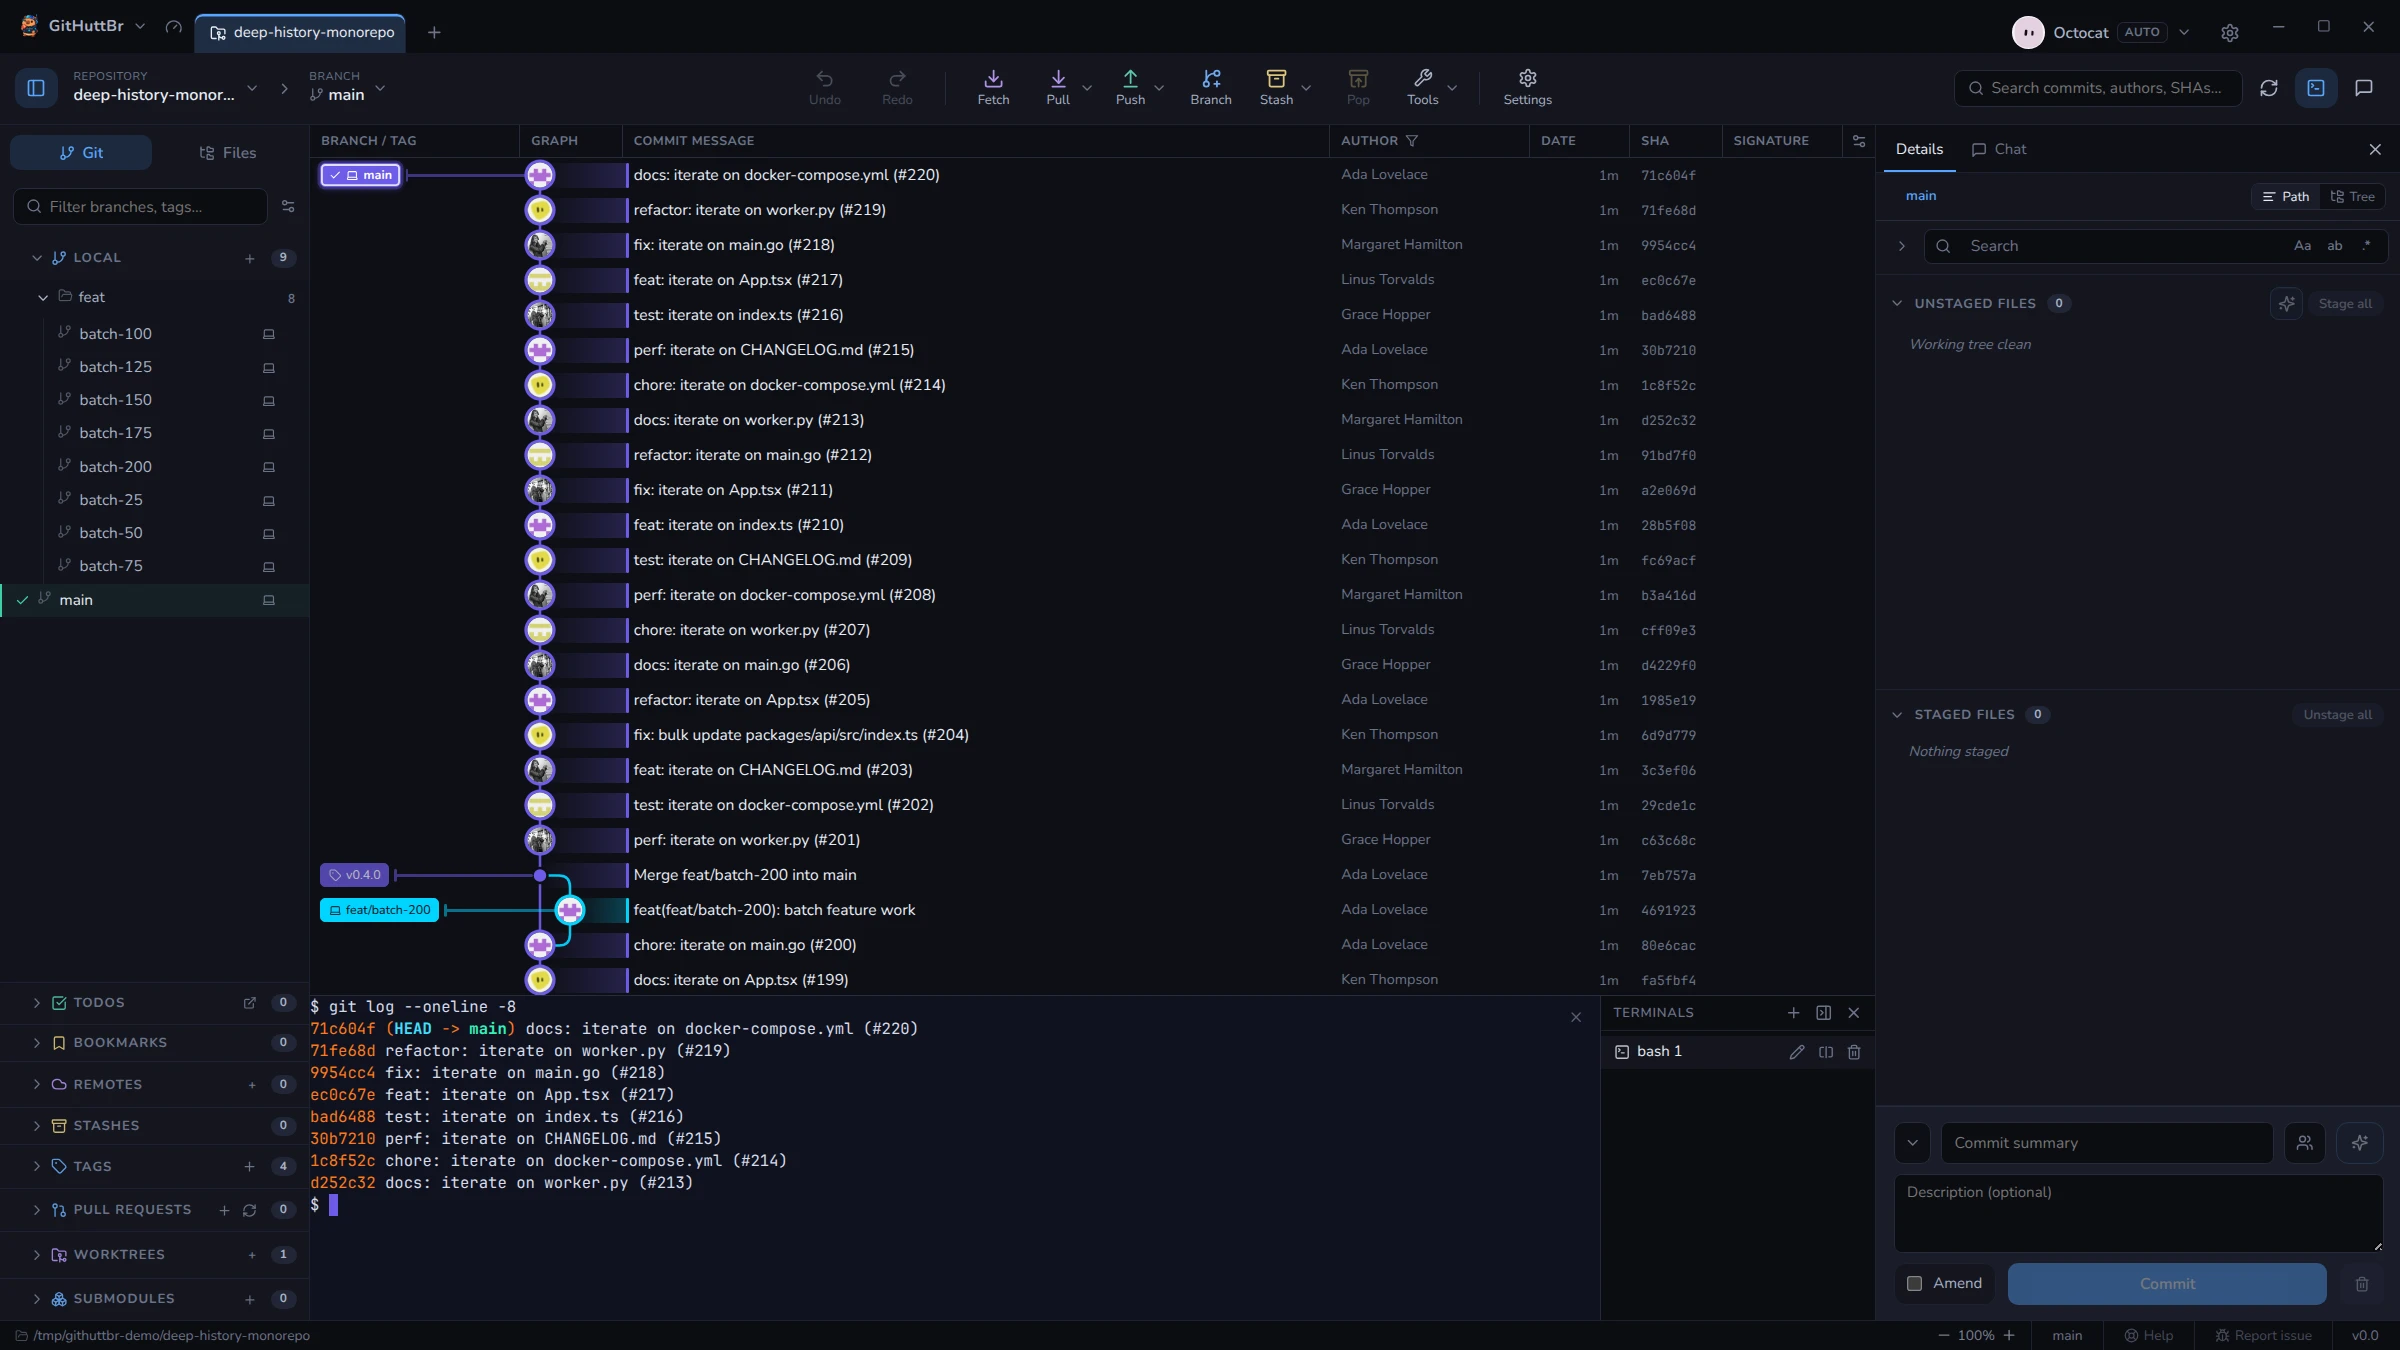 GitHuttBr
deep-history-monorepo
Octocat AUTO
REPOSITORY
deep-history-monor...
BRANCH
main
Undo
Redo
Fetch
Pull
Push
Branch
Stash
Pop
Tools
Settings
Search commits, authors, SHAs...
Git
Files
Filter branches, tags...
LOCAL 9
feat 8
batch-100
batch-125
batch-150
batch-175
batch-200
batch-25
batch-50
batch-75
main
TODOS 0
BOOKMARKS 0
REMOTES 0
STASHES 0
TAGS 4
PULL REQUESTS 0
WORKTREES 1
SUBMODULES 0
BRANCH / TAG GRAPH COMMIT MESSAGE AUTHOR DATE SHA SIGNATURE
main docs: iterate on docker-compose.yml (#220) Ada Lovelace 1m 71c604f
refactor: iterate on worker.py (#219) Ken Thompson 1m 71fe68d
fix: iterate on main.go (#218) Margaret Hamilton 1m 9954cc4
feat: iterate on App.tsx (#217) Linus Torvalds 1m ec0c67e
test: iterate on index.ts (#216) Grace Hopper 1m bad6488
perf: iterate on CHANGELOG.md (#215) Ada Lovelace 1m 30b7210
chore: iterate on docker-compose.yml (#214) Ken Thompson 1m 1c8f52c
docs: iterate on worker.py (#213) Margaret Hamilton 1m d252c32
refactor: iterate on main.go (#212) Linus Torvalds 1m 91bd7f0
fix: iterate on App.tsx (#211) Grace Hopper 1m a2e069d
feat: iterate on index.ts (#210) Ada Lovelace 1m 28b5f08
test: iterate on CHANGELOG.md (#209) Ken Thompson 1m fc69acf
perf: iterate on docker-compose.yml (#208) Margaret Hamilton 1m b3a416d
chore: iterate on worker.py (#207) Linus Torvalds 1m cff09e3
docs: iterate on main.go (#206) Grace Hopper 1m d4229f0
refactor: iterate on App.tsx (#205) Ada Lovelace 1m 1985e19
fix: bulk update packages/api/src/index.ts (#204) Ken Thompson 1m 6d9d779
feat: iterate on CHANGELOG.md (#203) Margaret Hamilton 1m 3c3ef06
test: iterate on docker-compose.yml (#202) Linus Torvalds 1m 29cde1c
perf: iterate on worker.py (#201) Grace Hopper 1m c63c68c
v0.4.0 Merge feat/batch-200 into main Ada Lovelace 1m 7eb757a
feat/batch-200 feat(feat/batch-200): batch feature work Ada Lovelace 1m 4691923
chore: iterate on main.go (#200) Ada Lovelace 1m 80e6cac
docs: iterate on App.tsx (#199) Ken Thompson 1m fa5fbf4
$ git log --oneline -8
71c604f (HEAD -> main) docs: iterate on docker-compose.yml (#220)
71fe68d refactor: iterate on worker.py (#219)
9954cc4 fix: iterate on main.go (#218)
ec0c67e feat: iterate on App.tsx (#217)
bad6488 test: iterate on index.ts (#216)
30b7210 perf: iterate on CHANGELOG.md (#215)
1c8f52c chore: iterate on docker-compose.yml (#214)
d252c32 docs: iterate on worker.py (#213)
$
TERMINALS
bash 1
Details
Chat
main
Path
Tree
Search Aa ab .*
UNSTAGED FILES 0 Stage all
Working tree clean
STAGED FILES 0 Unstage all
Nothing staged
Commit summary
Description (optional)
Amend
Commit
/tmp/githuttbr-demo/deep-history-monorepo
100%
main
Help
Report issue
v0.0